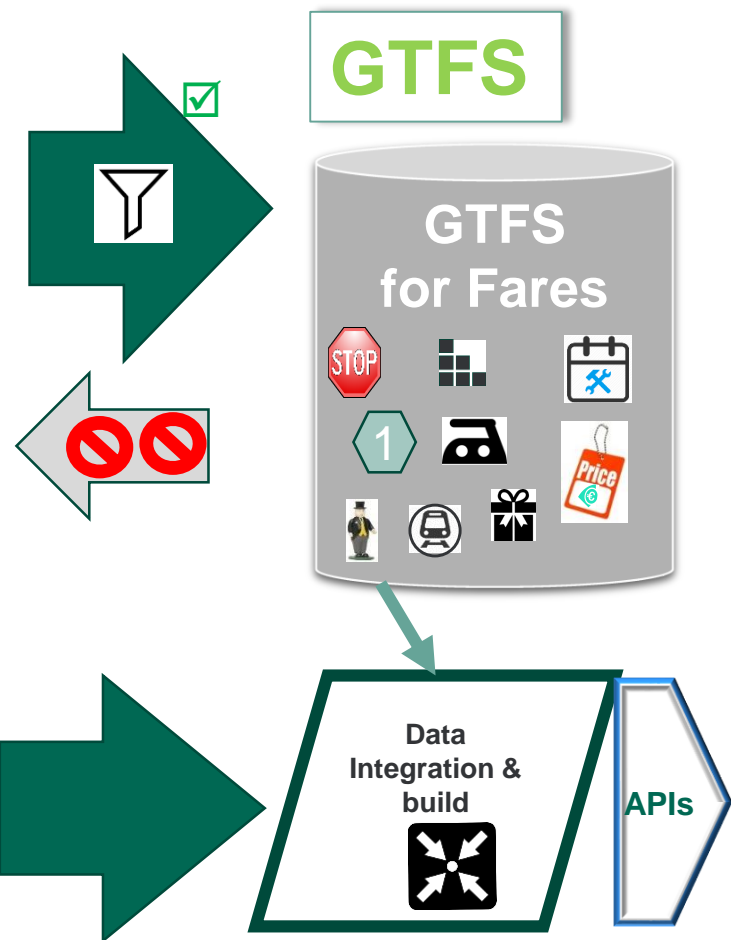 GTFS
GTFS
for Fares
STOP
1
Price
€
Data
Integration &
build
APIs